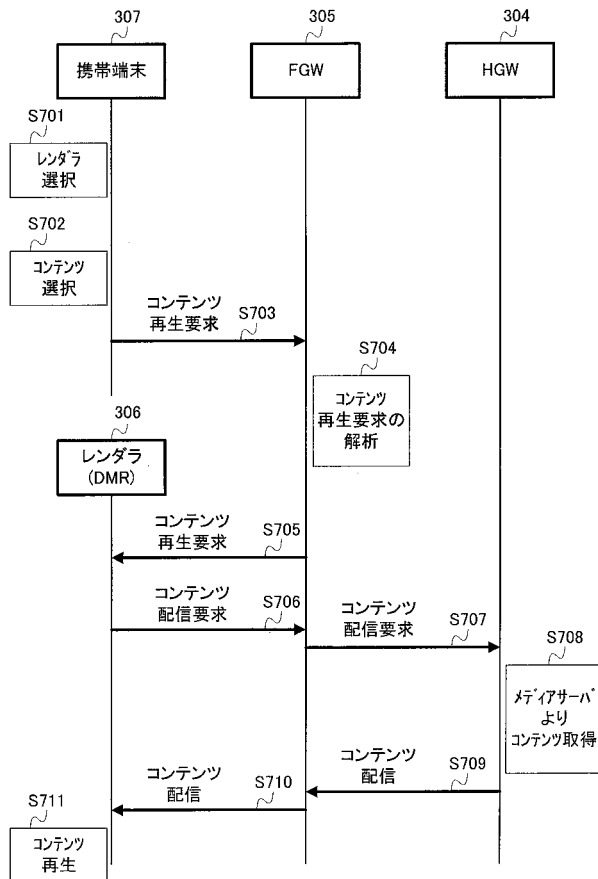 307
305
304
携帯端末
FGW
HGW
S701
レンダラ
選択
S702
コンテンツ
選択
コンテンツ
再生要求
S703
S704
コンテンツ
再生要求の
解析
306
レンダラ
(DMR)
コンテンツ
再生要求
S705
コンテンツ
配信要求
S706
コンテンツ
配信要求
S707
S708
メディアサーバ
より
コンテンツ取得
コンテンツ
配信
S709
コンテンツ
配信
S710
S711
コンテンツ
再生